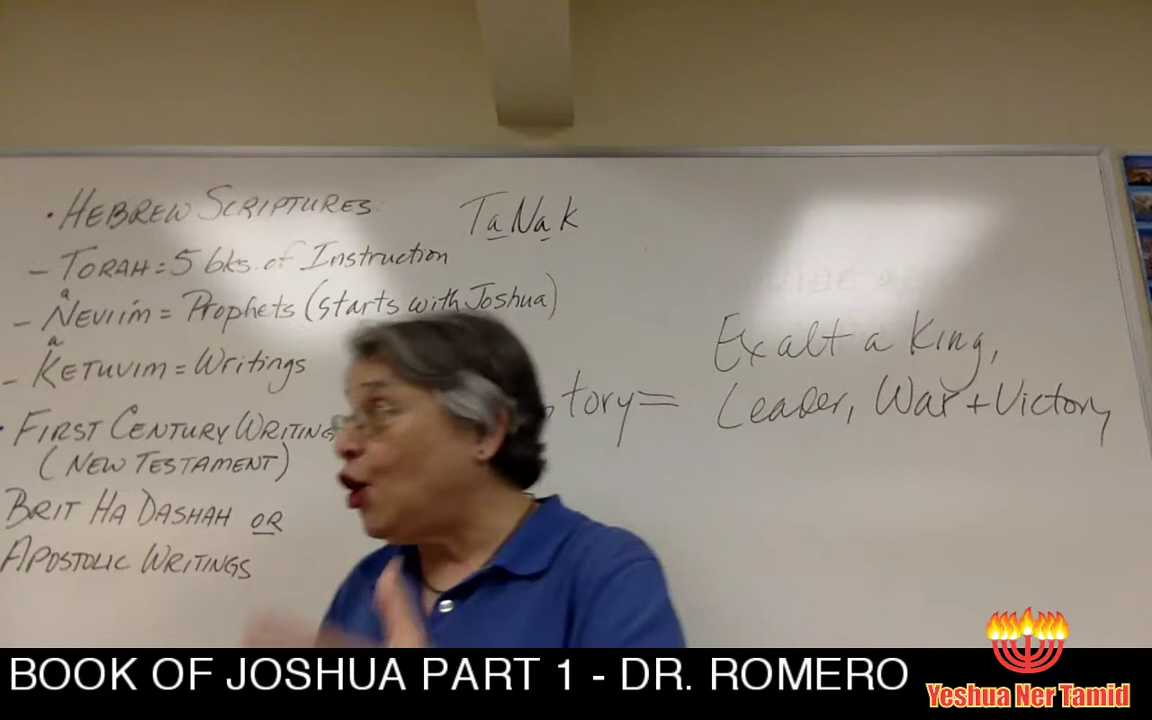 • HEBREW SCRIPTURES:
TaNaK
– TORAH = 5 bks. of Instruction
a
– NEVIIM = Prophets (starts with Joshua)
a
– KETUVIM = Writings
• FIRST CENTURY WRITING
(NEW TESTAMENT)
BRIT HA DASHAH OR
APOSTOLIC WRITINGS
tory =
Exalt a King,
Leader, War + Victory
BOOK OF JOSHUA PART 1 - DR. ROMERO
Yeshua Ner Tamid